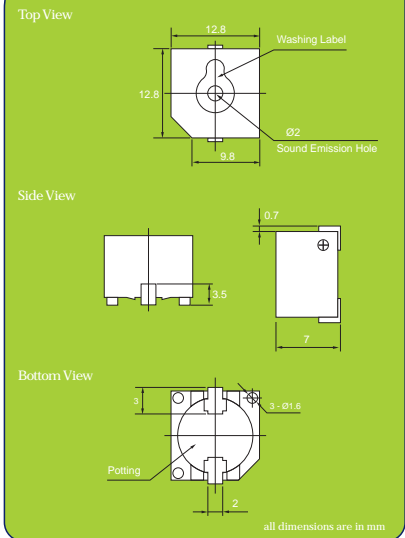 Top View
12.8
Washing Label
12.8
Ø2
Sound Emission Hole
9.8
Side View
0.7
3.5
7
Bottom View
3
3 - Ø1.6
Potting
2
all dimensions are in mm